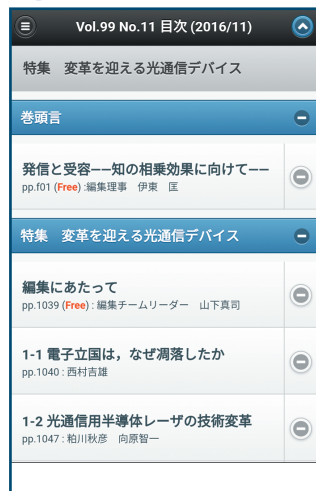 Vol.99 No.11 目次 (2016/11)
特集　変革を迎える光通信デバイス
巻頭言
発信と受容——知の相乗効果に向けて——
pp.f01 (Free) :編集理事　伊東　匡
特集　変革を迎える光通信デバイス
編集にあたって
pp.1039 (Free) : 編集チームリーダー　山下真司
1-1 電子立国は，なぜ凋落したか
pp.1040 : 西村吉雄
1-2 光通信用半導体レーザの技術変革
pp.1047 : 粕川秋彦　向原智一